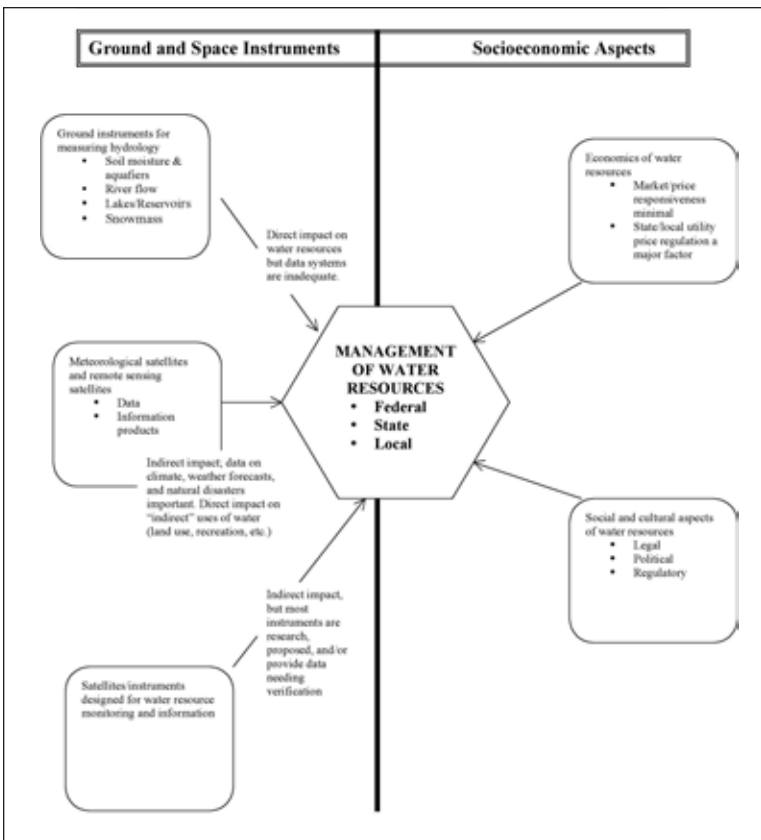 Ground and Space Instruments
Socioeconomic Aspects
Ground instruments for
measuring hydrology
• Soil moisture &
aquafiers
• River flow
• Lakes/Reservoirs
• Snowmass
Direct impact on
water resources
but data systems
are inadequate.
Meteorological satellites
and remote sensing
satellites
• Data
• Information
products
Indirect impact; data on
climate, weather forecasts,
and natural disasters
important. Direct impact on
“indirect” uses of water
(land use, recreation, etc.)
Indirect impact,
but most
instruments are
research,
proposed, and/or
provide data
needing
verification
Satellites/instruments
designed for water resource
monitoring and information
MANAGEMENT
OF WATER
RESOURCES
• Federal
• State
• Local
Economics of water
resources
• Market/price
responsiveness
minimal
• State/local utility
price regulation a
major factor
Social and cultural aspects
of water resources
• Legal
• Political
• Regulatory